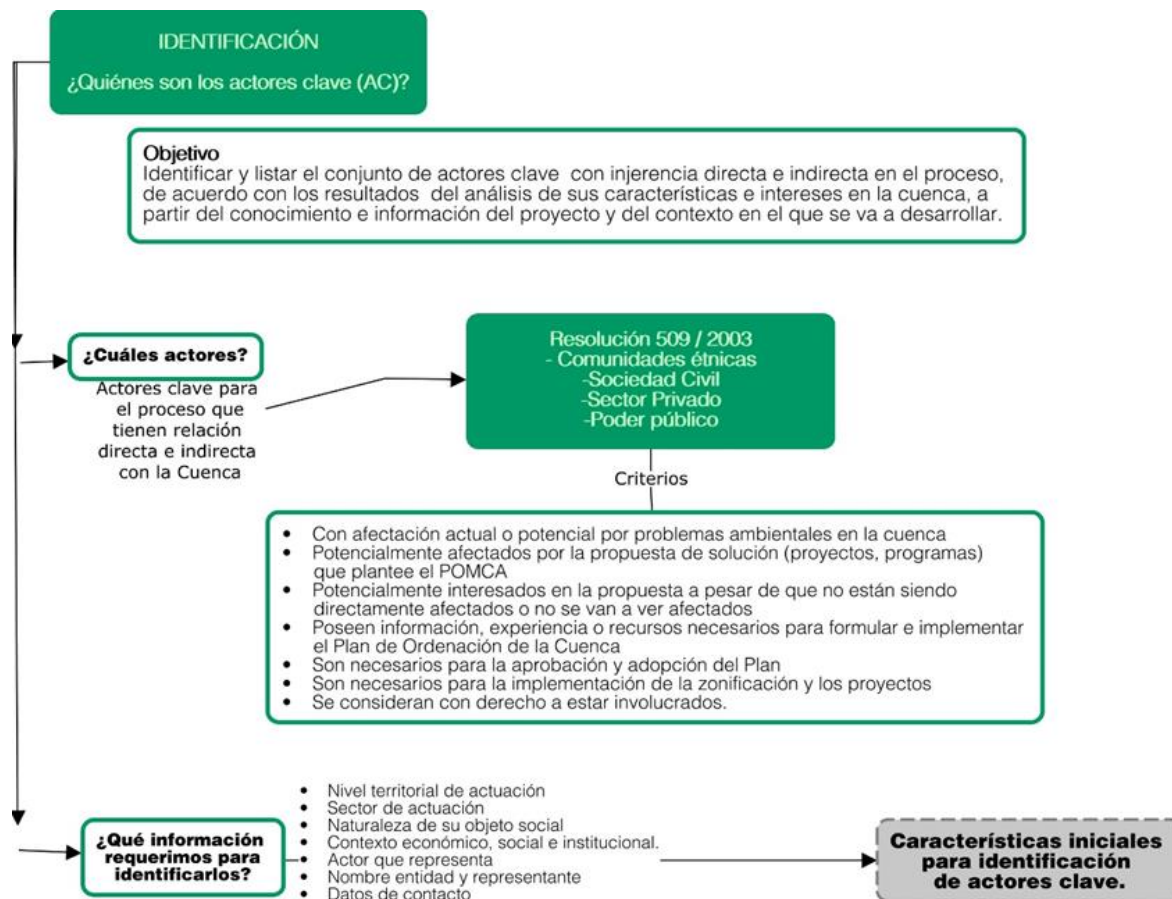 IDENTIFICACIÓN
¿Quiénes son los actores clave (AC)?
Objetivo
Identificar y listar el conjunto de actores clave con injerencia directa e indirecta en el proceso,
de acuerdo con los resultados del análisis de sus características e intereses en la cuenca, a
partir del conocimiento e información del proyecto y del contexto en el que se va a desarrollar.
¿Cuáles actores?
Actores clave para
el proceso que
tienen relación
directa e indirecta
con la Cuenca
Resolución 509 / 2003
- Comunidades étnicas
-Sociedad Civil
-Sector Privado
-Poder público
Criterios
• Con afectación actual o potencial por problemas ambientales en la cuenca
• Potencialmente afectados por la propuesta de solución (proyectos, programas)
que plantee el POMCA
• Potencialmente interesados en la propuesta a pesar de que no están siendo
directamente afectados o no se van a ver afectados
• Poseen información, experiencia o recursos necesarios para formular e implementar
el Plan de Ordenación de la Cuenca
• Son necesarios para la aprobación y adopción del Plan
• Son necesarios para la implementación de la zonificación y los proyectos
• Se consideran con derecho a estar involucrados.
¿Qué información
requerimos para
identificarlos?
• Nivel territorial de actuación
• Sector de actuación
• Naturaleza de su objeto social
• Contexto económico, social e institucional.
• Actor que representa
• Nombre entidad y representante
• Datos de contacto
Características iniciales
para identificación
de actores clave.